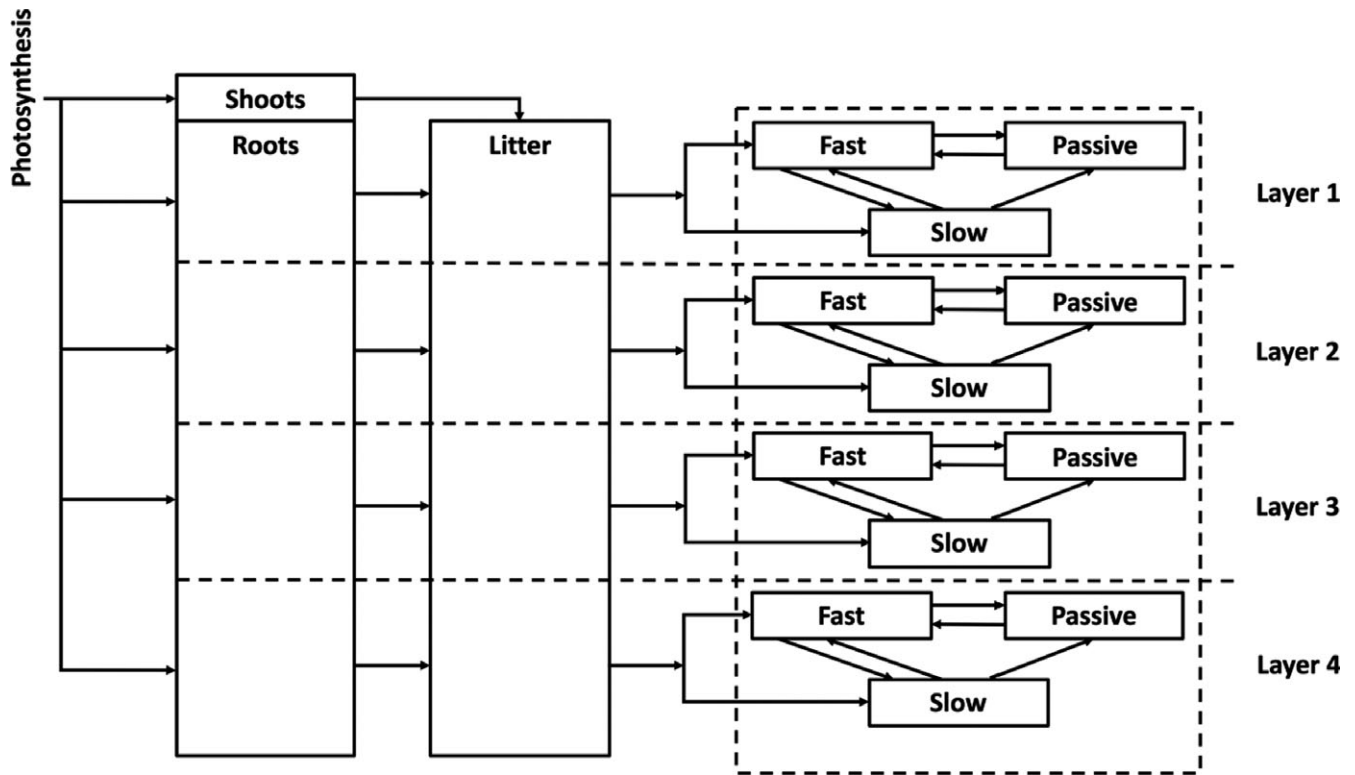 Photosynthesis
Shoots
Roots
Litter
Fast
Passive
Slow
Layer 1
Fast
Passive
Slow
Layer 2
Fast
Passive
Slow
Layer 3
Fast
Passive
Slow
Layer 4